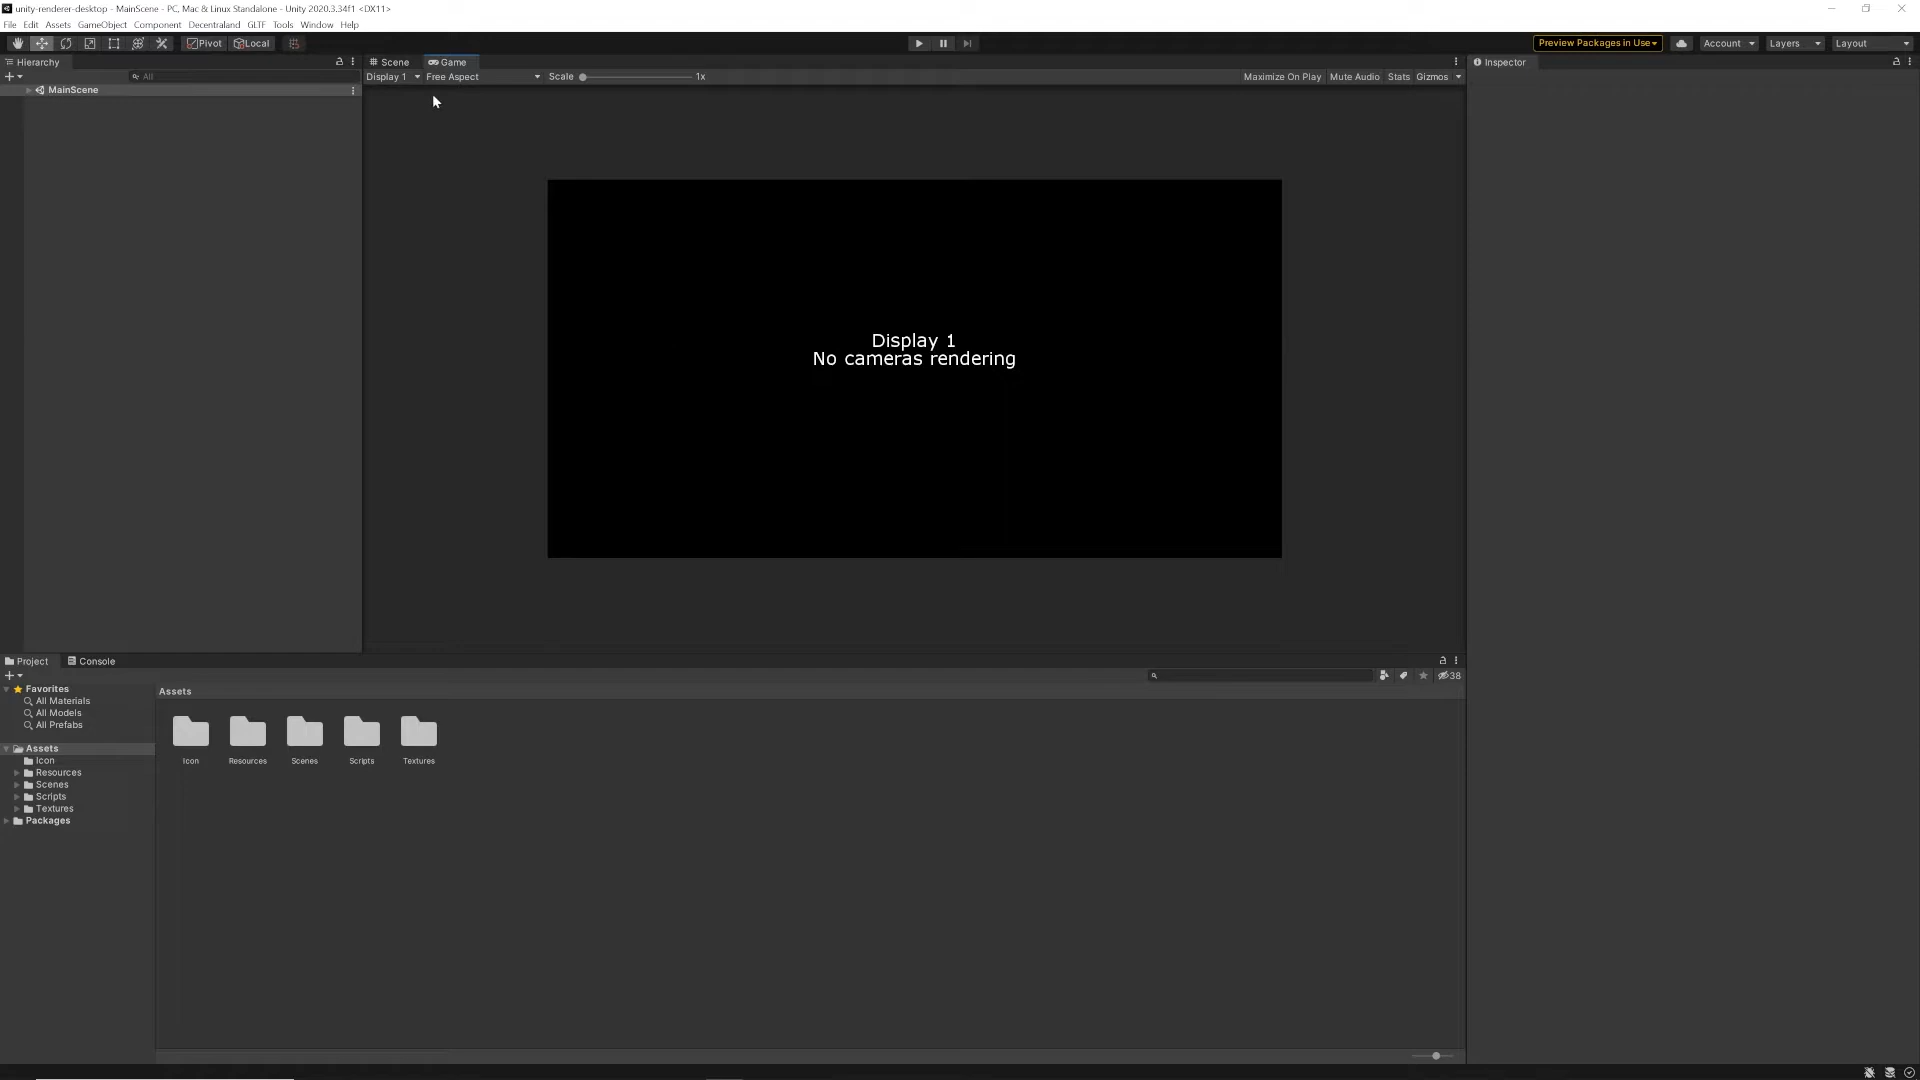 unity-renderer-desktop - MainScene - PC, Mac & Linux Standalone - Unity 2020.3.34f1 <DX11>
File Edit Assets GameObject Component Decentraland GLTF Tools Window Help
Pivot Local Preview Packages in Use Account Layers Layout
Hierarchy Scene Game Inspector
All Display 1 Free Aspect Scale 1x Maximize On Play Mute Audio Stats Gizmos
MainScene
Display 1
No cameras rendering
Project Console
38
Favorites
All Materials
All Models
All Prefabs
Assets
Icon
Resources
Scenes
Scripts
Textures
Packages
Assets
Icon Resources Scenes Scripts Textures